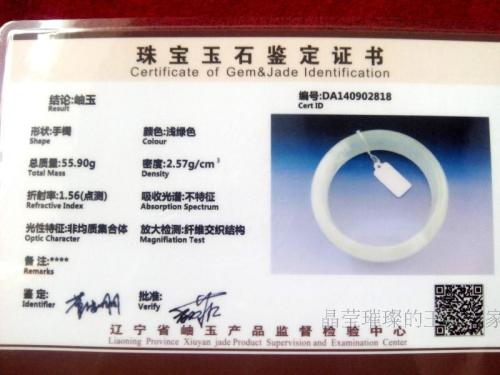 珠宝玉石鉴定证书
Certificate of Gem&Jade Identification
结论:岫玉
Result
编号:DA140902818
Cert ID
形状:手镯
Shape
颜色:浅绿色
Colour
总质量:55.90g
Total Mass
密度:2.57g/cm³
Density
折射率:1.56(点测)
Refractive Index
吸收光谱:不特征
Absorption Spectrum
光性特征:非均质集合体
Optic Character
放大检测:纤维交织结构
Magnifiation Test
备 注:****
Remarks
鉴 定:
Identifier
批准:
Verify
辽宁省岫玉产品监督检验中心
Liaoning Province Xiuyan jade Product Supervision and Examination Center